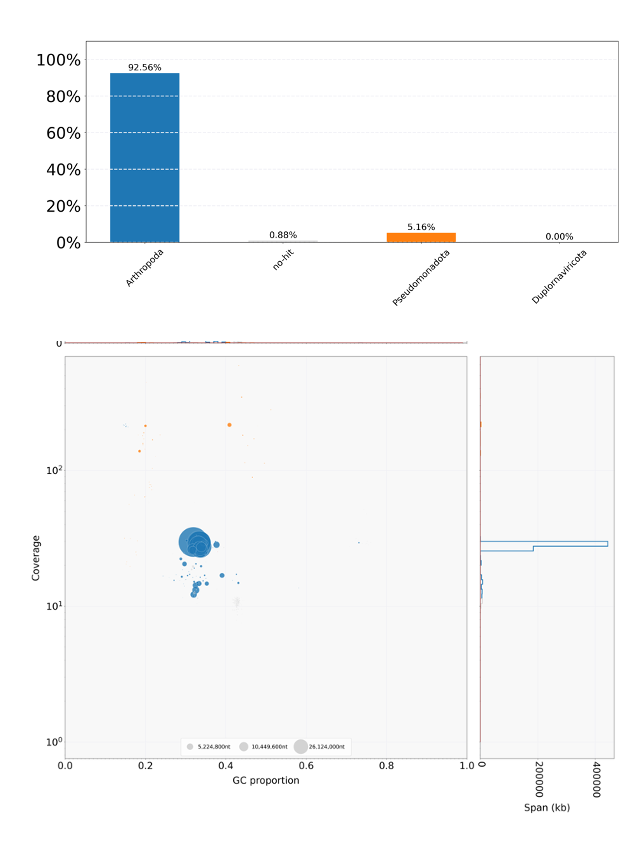 100%
80%
60%
40%
20%
0%
92.56%
0.88%
5.16%
0.00%
Arthropoda
no-hit
Pseudomonadota
Duplornaviricota
0
Coverage
10²
10¹
10⁰
5,224,800nt
10,449,600nt
26,124,000nt
0.0
0.2
0.4
0.6
0.8
1.0
GC proportion
0
200000
400000
Span (kb)